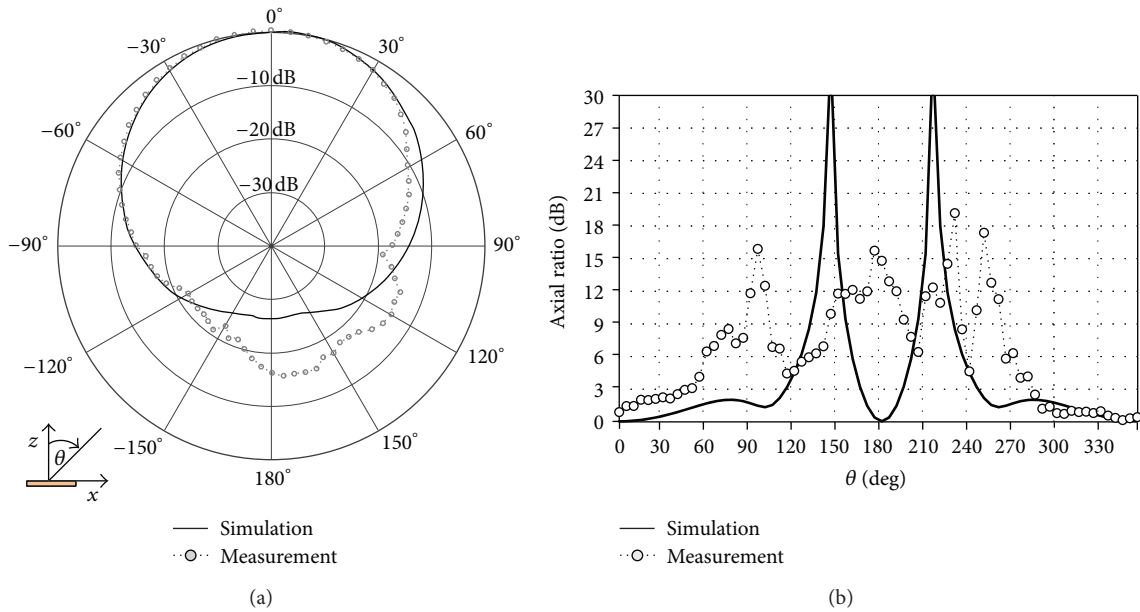 0°
−30°
30°
−10 dB
−60°
60°
−20 dB
−30 dB
−90°
90°
−120°
120°
−150°
150°
180°
z
θ
x
Simulation
Measurement
(a)
30
27
24
21
18
15
12
9
6
3
0
Axial ratio (dB)
0 30 60 90 120 150 180 210 240 270 300 330
θ (deg)
Simulation
Measurement
(b)